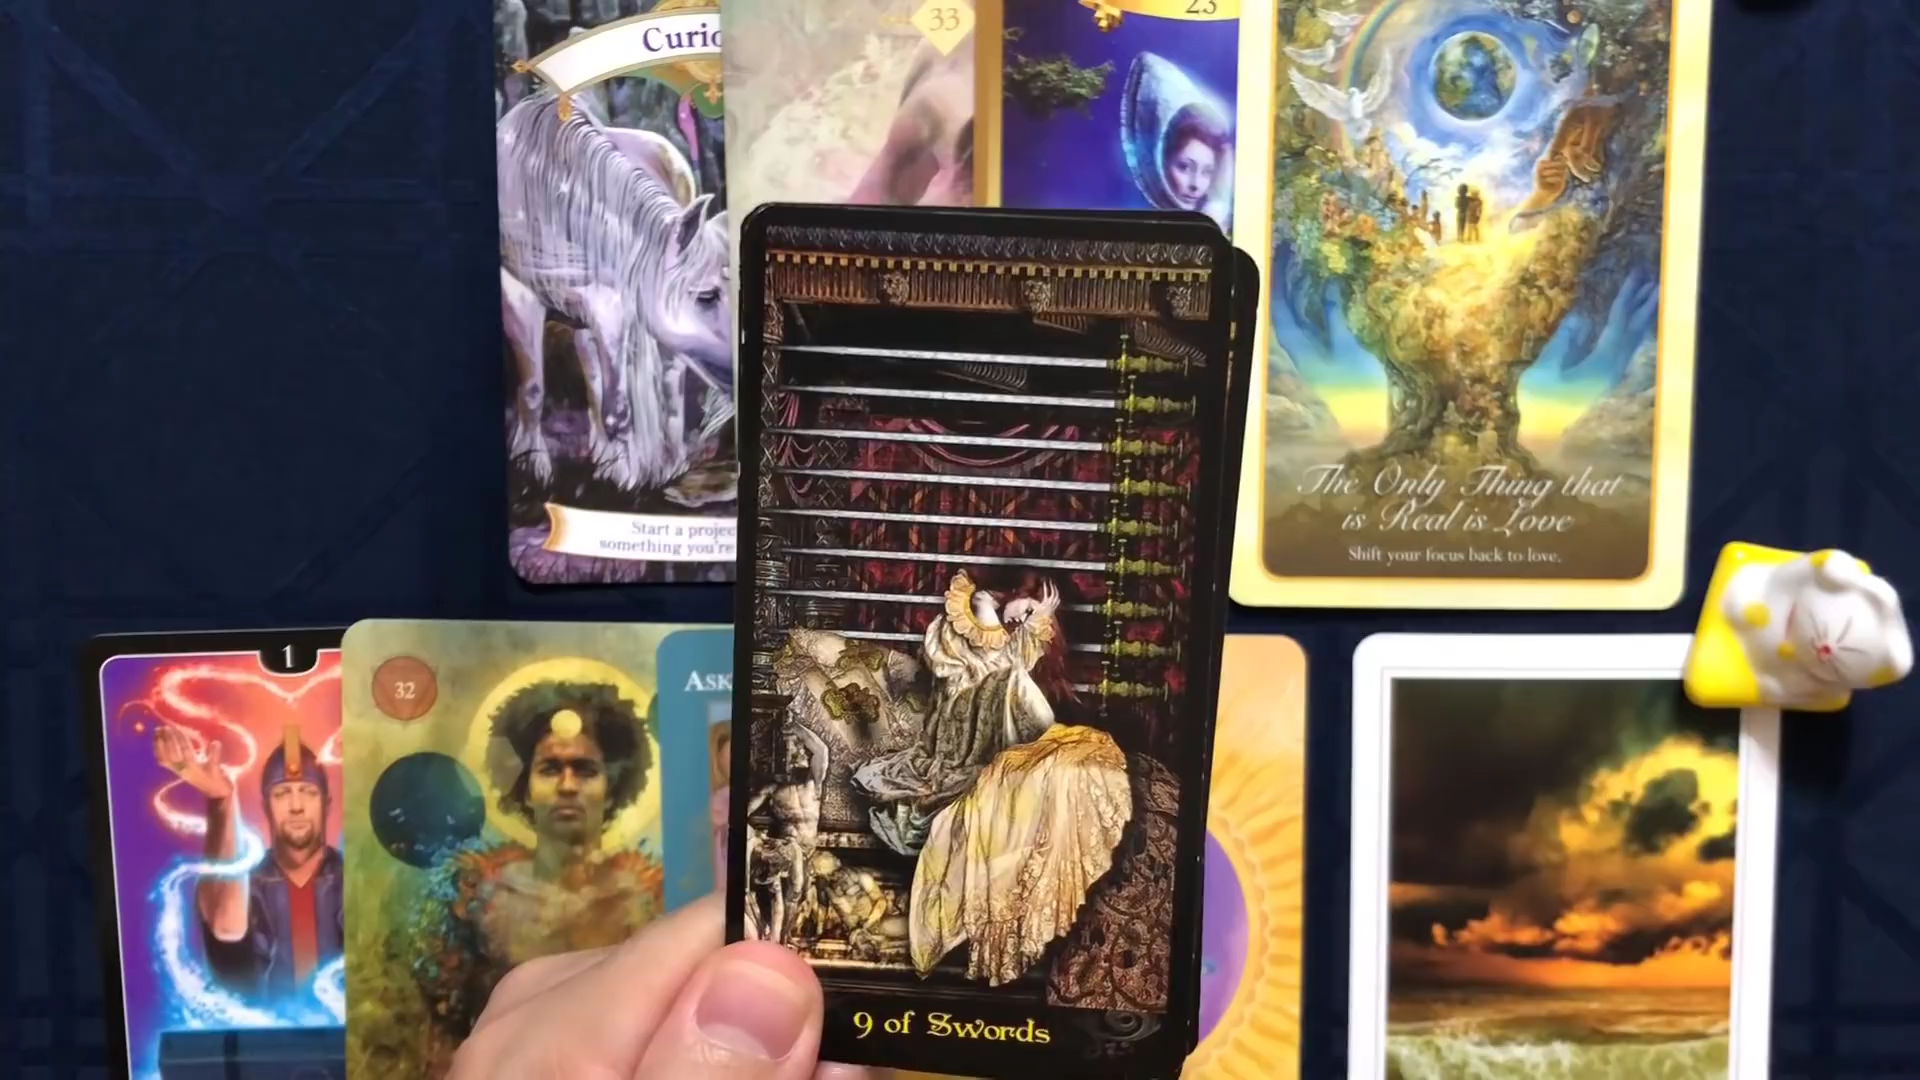 Curio
33
23
The Only Thing that
is Real is Love
Shift your focus back to love.
Start a projec
something you're
1
32
ASK
9 of Swords